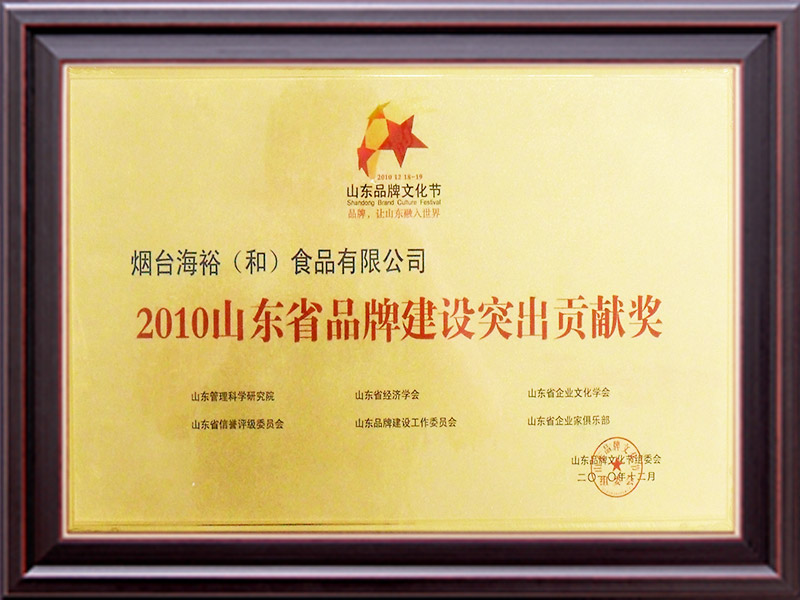 2010 12 18-19
山东品牌文化节
Shandong Brand Culture Festival
品牌，让山东融入世界
烟台海裕（和）食品有限公司
2010山东省品牌建设突出贡献奖
山东管理科学研究院 山东省经济学会 山东省企业文化学会
山东省信誉评级委员会 山东品牌建设工作委员会 山东省企业家俱乐部
山东品牌文化节组委会
二〇一〇年十二月